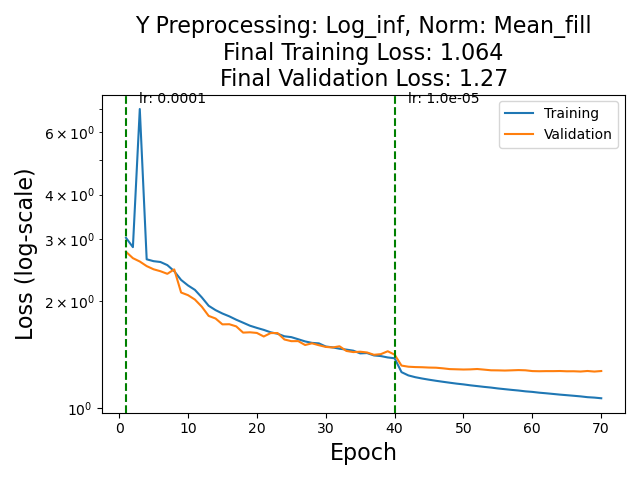 Y Preprocessing: Log_inf, Norm: Mean_fill
Final Training Loss: 1.064
Final Validation Loss: 1.27
lr: 0.0001
lr: 1.0e-05
Training
Validation
6 × 10⁰
4 × 10⁰
3 × 10⁰
2 × 10⁰
10⁰
Loss (log-scale)
0 10 20 30 40 50 60 70
Epoch